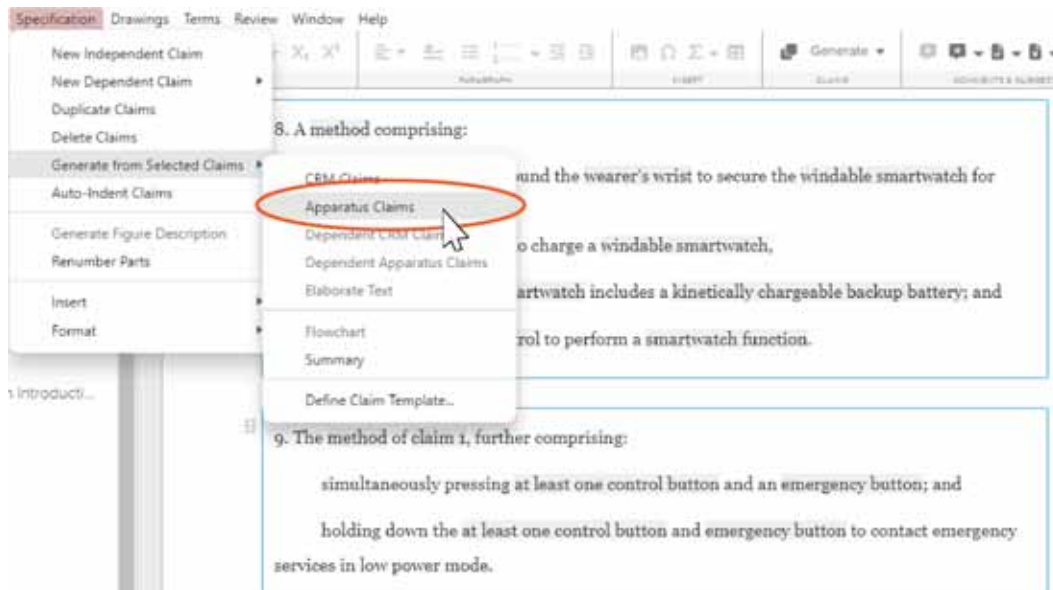 Specification Drawings Terms Review Window Help
New Independent Claim
New Dependent Claim
Duplicate Claims
Delete Claims
Generate from Selected Claims
Auto-Indent Claims
Generate Figure Description
Renumber Parts
Insert
Format
CRM Claims
Apparatus Claims
Dependent CRM Claim
Dependent Apparatus Claims
Elaborate Text
Flowchart
Summary
Define Claim Template...
X₁ X¹
Ω Σ
Generate
PARAGRAPH
INSERT
8. A method comprising:
und the wearer's wrist to secure the windable smartwatch for
o charge a windable smartwatch,
artwatch includes a kinetically chargeable backup battery; and
rol to perform a smartwatch function.
n Introducti...
9. The method of claim 1, further comprising:
simultaneously pressing at least one control button and an emergency button; and
holding down the at least one control button and emergency button to contact emergency
services in low power mode.